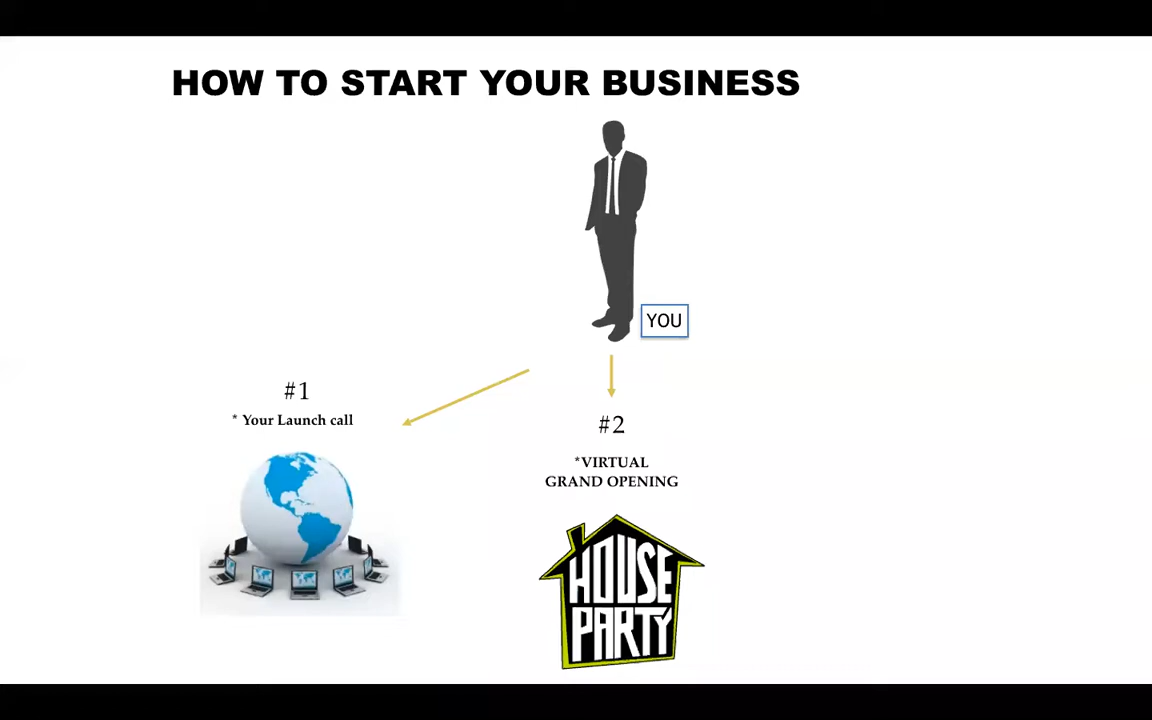 HOW TO START YOUR BUSINESS
YOU
#1
* Your Launch call
#2
*VIRTUAL
GRAND OPENING
HOUSE
PARTY